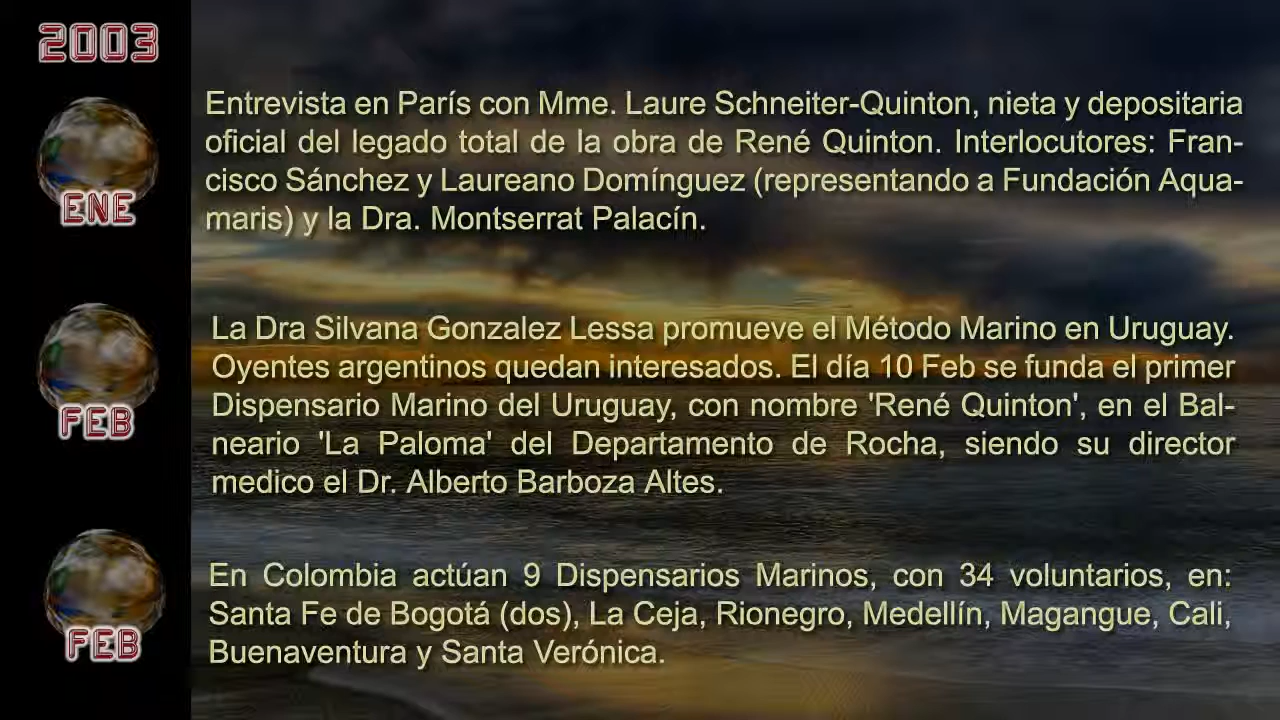 2003
ENE
Entrevista en París con Mme. Laure Schneiter-Quinton, nieta y depositaria
oficial del legado total de la obra de René Quinton. Interlocutores: Fran-
cisco Sánchez y Laureano Domínguez (representando a Fundación Aqua-
maris) y la Dra. Montserrat Palacín.
FEB
La Dra Silvana Gonzalez Lessa promueve el Método Marino en Uruguay.
Oyentes argentinos quedan interesados. El día 10 Feb se funda el primer
Dispensario Marino del Uruguay, con nombre 'René Quinton', en el Bal-
neario 'La Paloma' del Departamento de Rocha, siendo su director
medico el Dr. Alberto Barboza Altes.
FEB
En Colombia actúan 9 Dispensarios Marinos, con 34 voluntarios, en:
Santa Fe de Bogotá (dos), La Ceja, Rionegro, Medellín, Magangue, Cali,
Buenaventura y Santa Verónica.